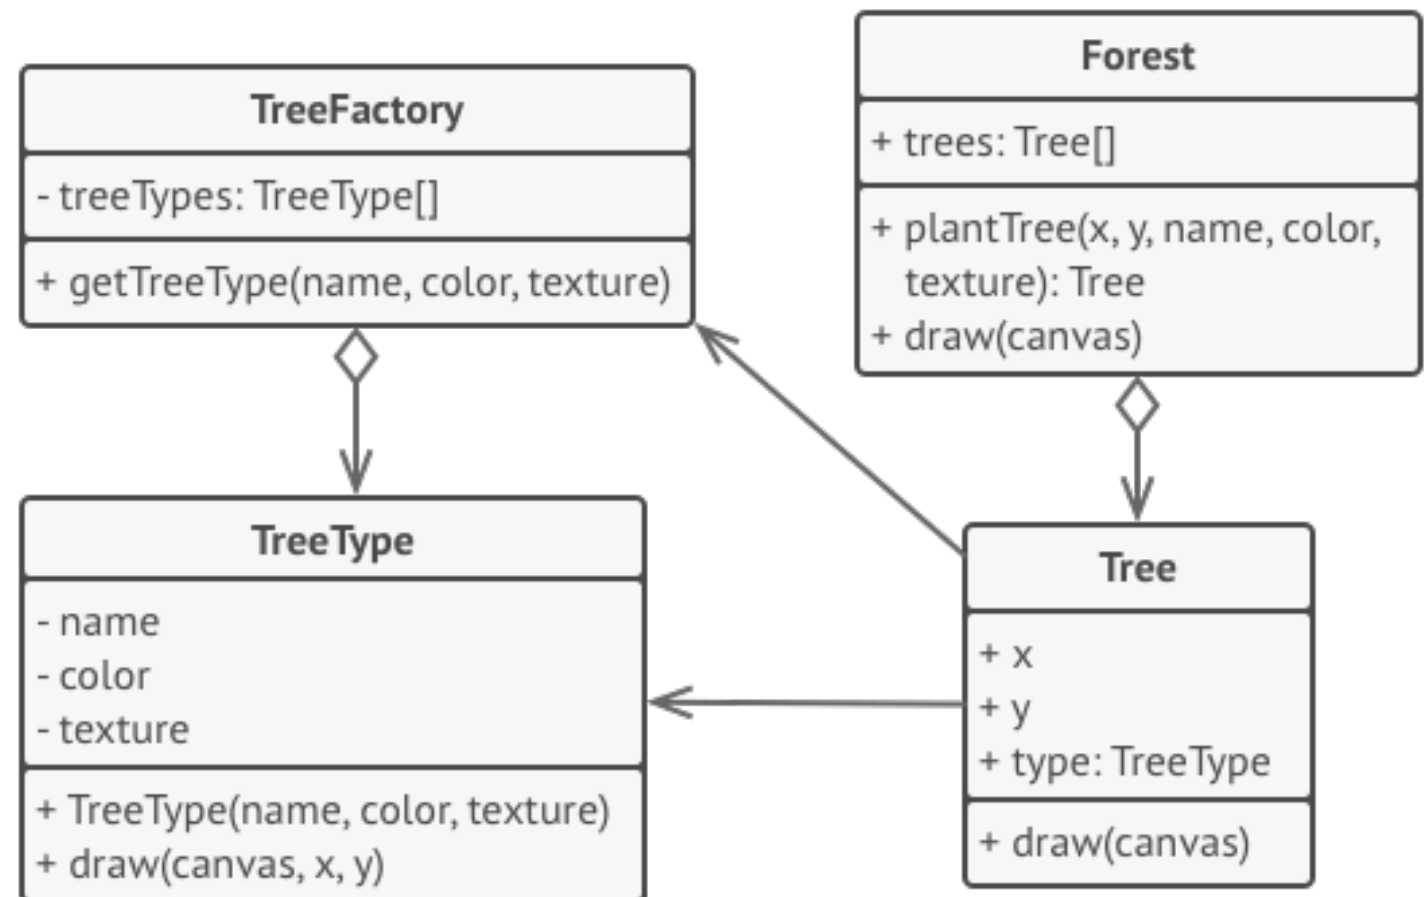 TreeFactory
- treeTypes: TreeType[]
+ getTreeType(name, color, texture)
Forest
+ trees: Tree[]
+ plantTree(x, y, name, color,
texture): Tree
+ draw(canvas)
TreeType
- name
- color
- texture
+ TreeType(name, color, texture)
+ draw(canvas, x, y)
Tree
+ x
+ y
+ type: TreeType
+ draw(canvas)